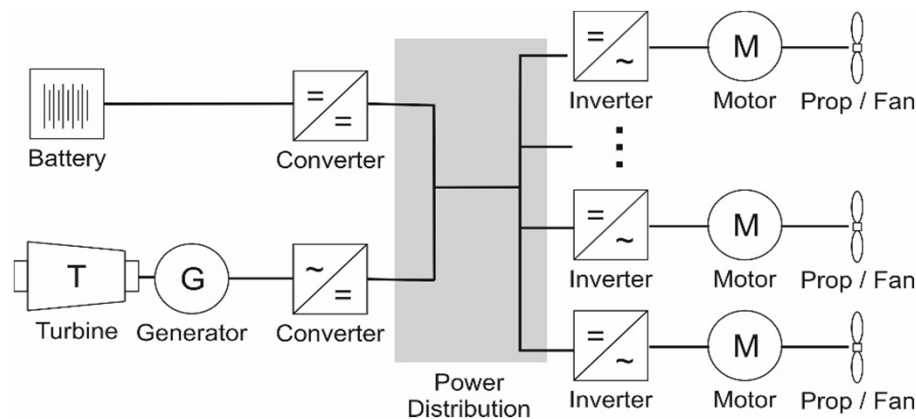 =
~
M
Inverter
Motor
Prop / Fan
=
=
Battery
Converter
=
~
M
Inverter
Motor
Prop / Fan
T
G
~
=
Turbine
Generator
Converter
=
~
M
Inverter
Motor
Prop / Fan
Power
Distribution